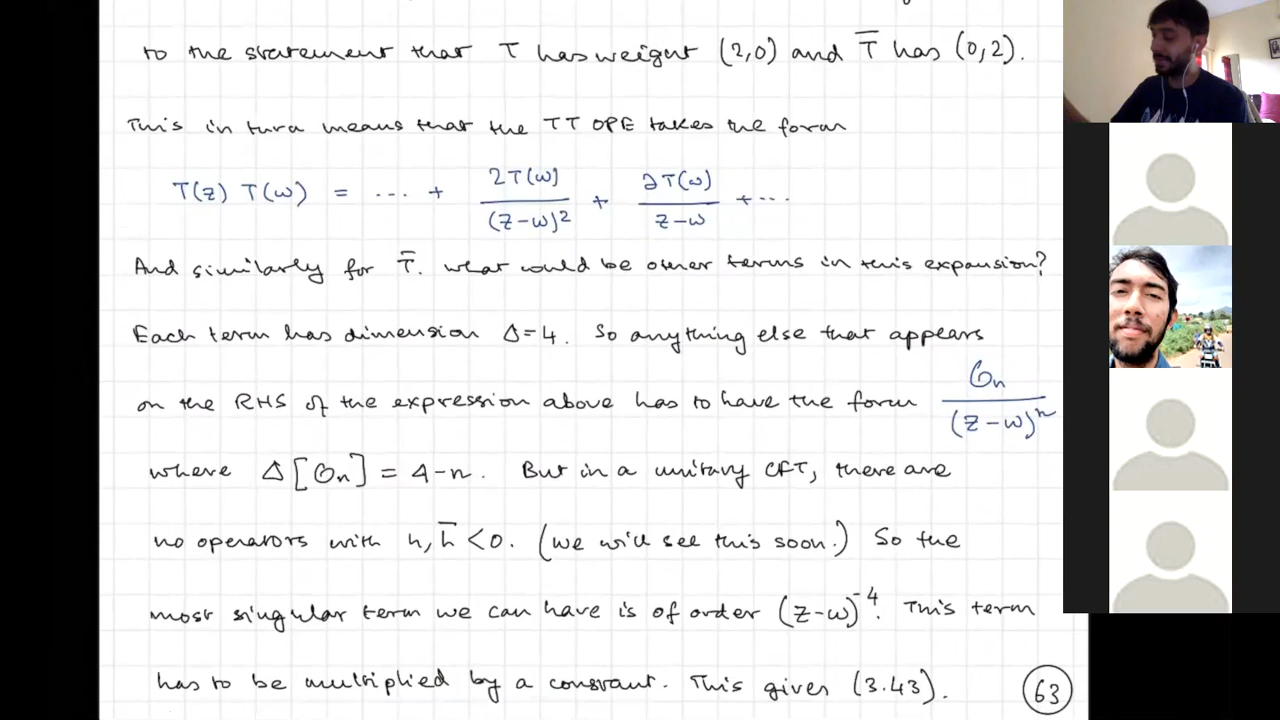 to the statement that T has weight (2,0) and T̅ has (0,2).
This in turn means that the TT OPE takes the form
T(z) T(w) = .... + 2T(w)/(z-w)² + ∂T(w)/z-w + ....
And similarly for T̅. What would be other terms in this expansion?
Each term has dimension Δ=4. So anything else that appears
on the RHS of the expression above has to have the form 𝒪n/(z-w)ⁿ
where Δ[𝒪n] = 4-n. But in a unitary CFT, there are
no operators with h, h̅ <0. (we will see this soon.) So the
most singular term we can have is of order (z-w)⁻⁴. This term
has to be multiplied by a constant. This gives (3.43).
63